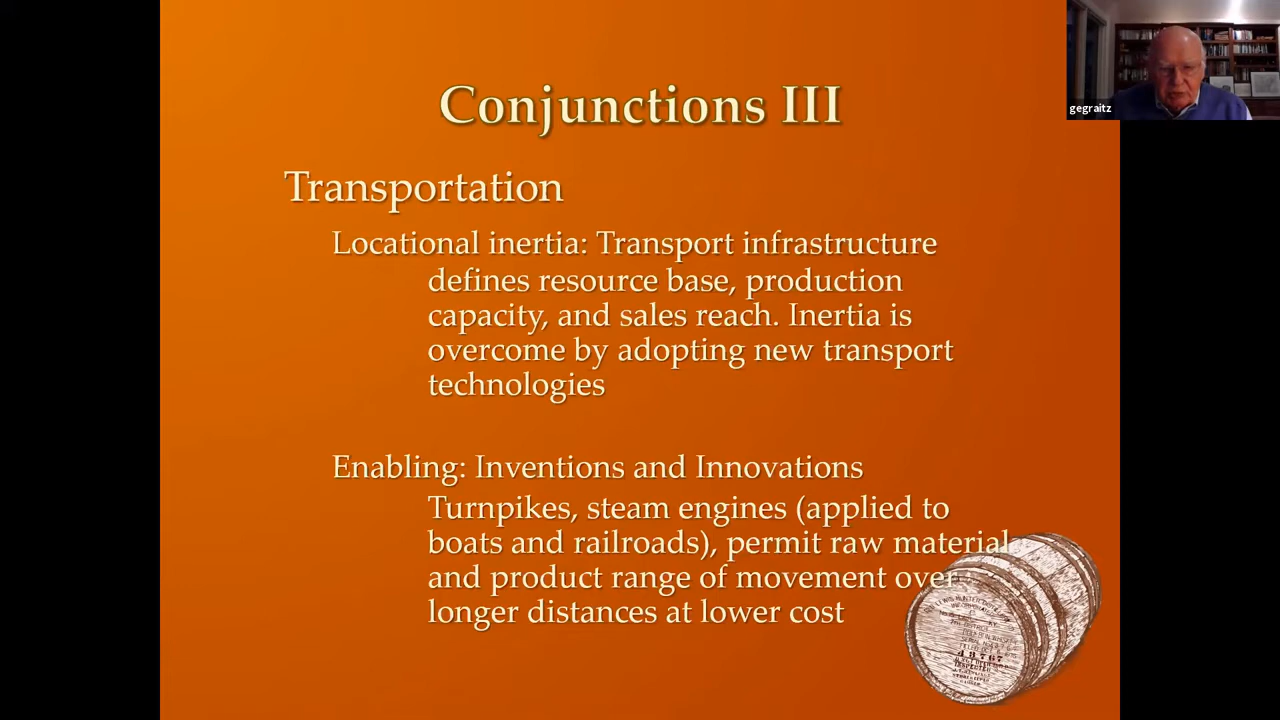 Conjunctions III
gegraitz
Transportation
Locational inertia: Transport infrastructure
defines resource base, production
capacity, and sales reach. Inertia is
overcome by adopting new transport
technologies
Enabling: Inventions and Innovations
Turnpikes, steam engines (applied to
boats and railroads), permit raw material
and product range of movement over
longer distances at lower cost
43767